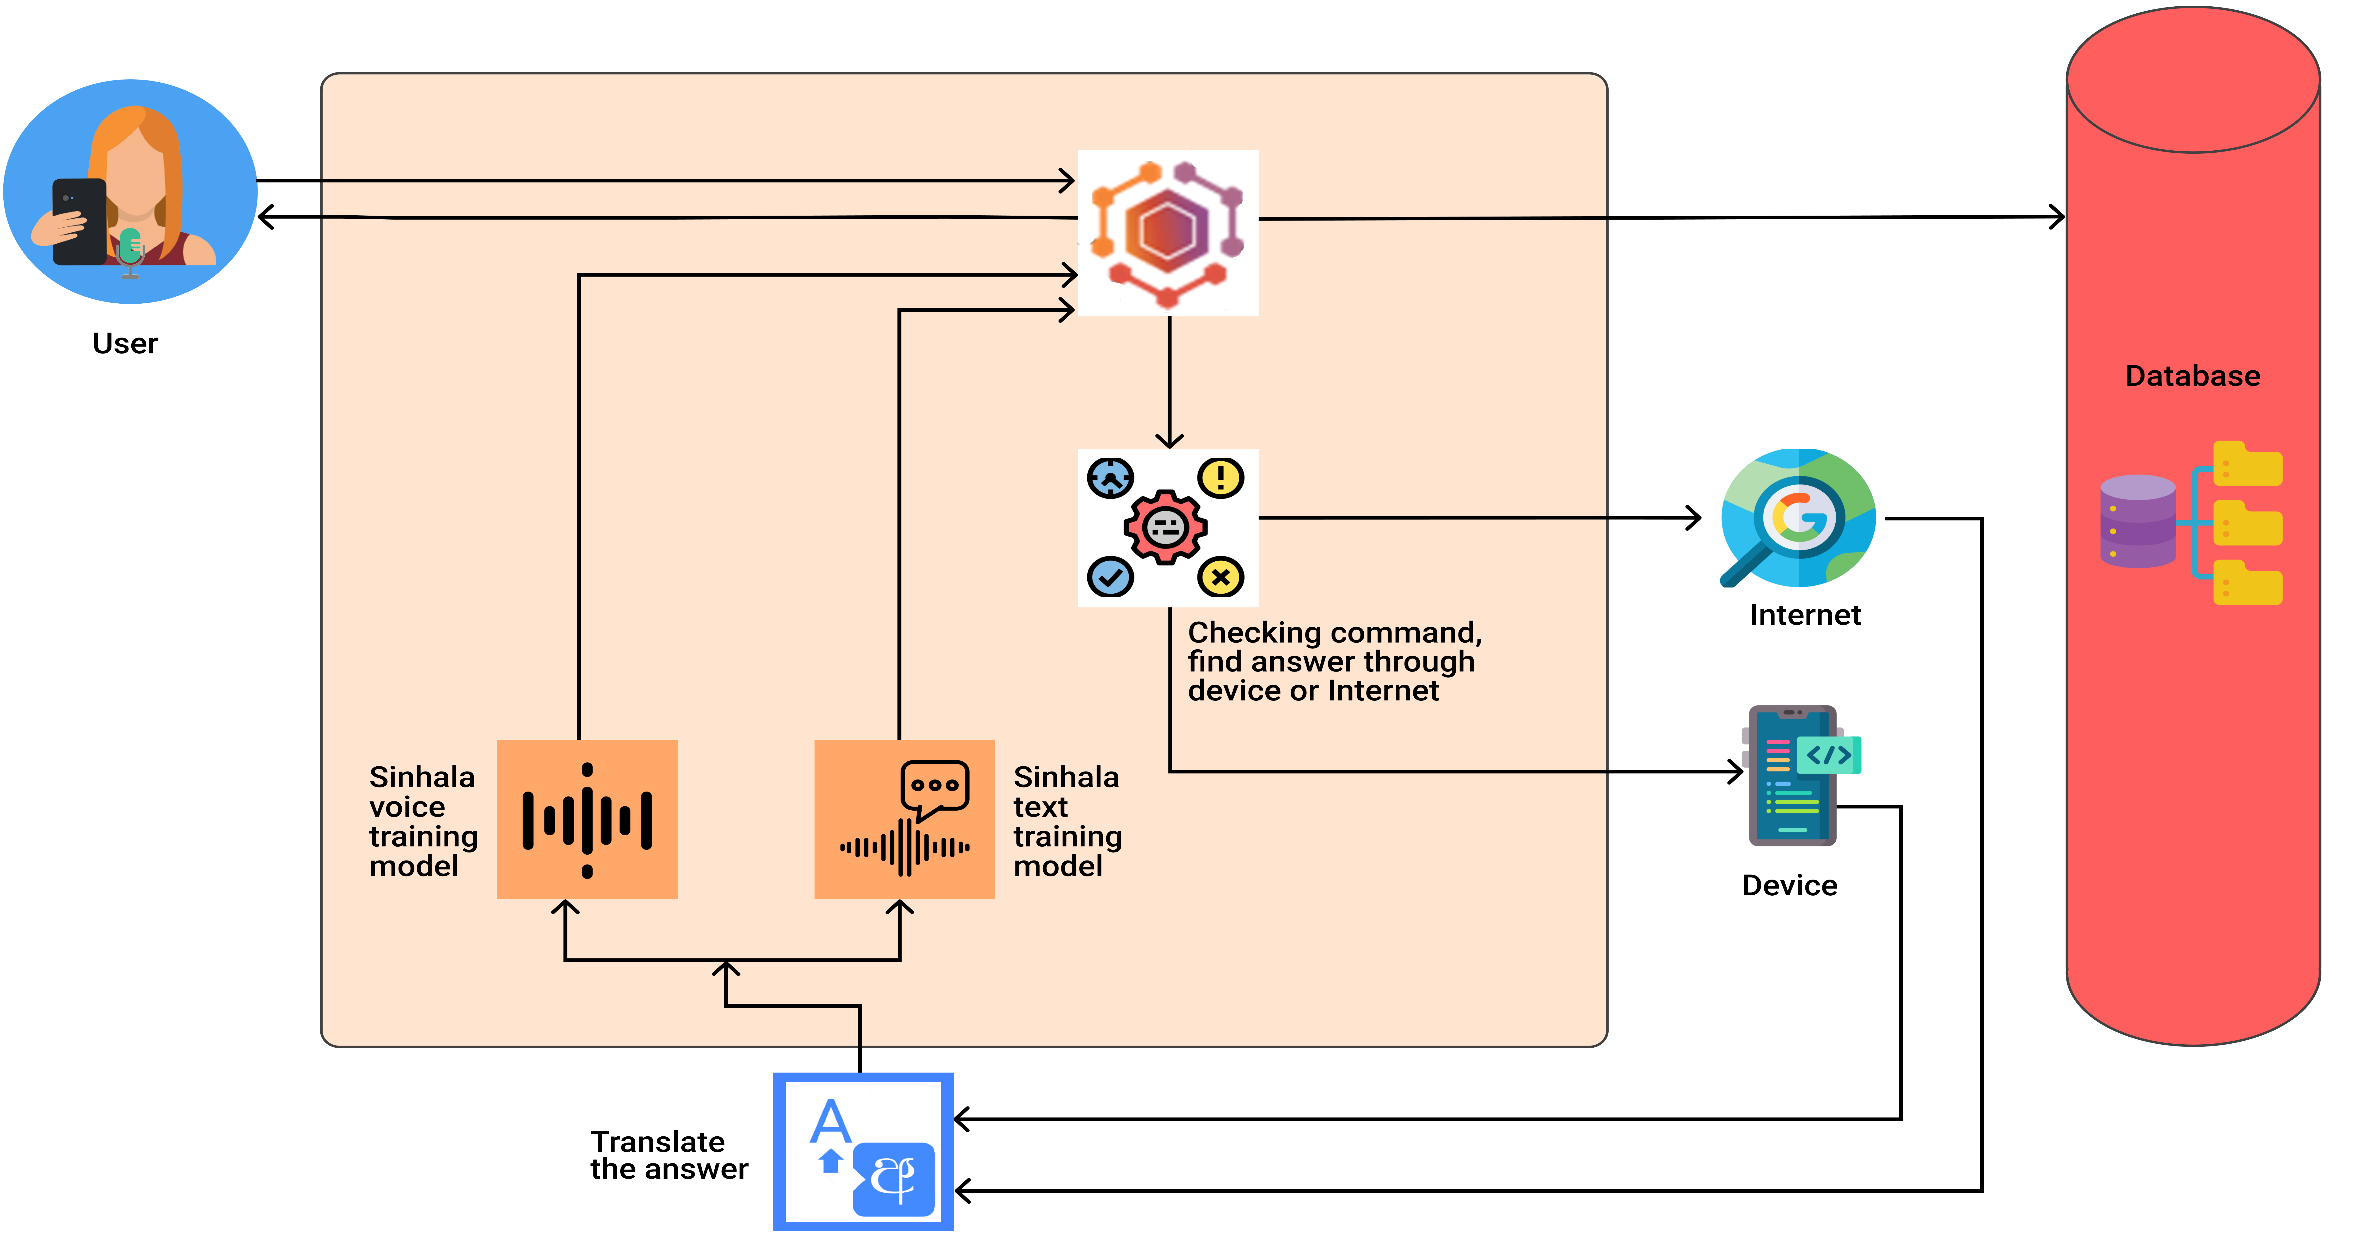 User
Database
Internet
Checking command,
find answer through
device or Internet
Sinhala
voice
training
model
Sinhala
text
training
model
</>
Device
Translate
the answer
A
අ
G